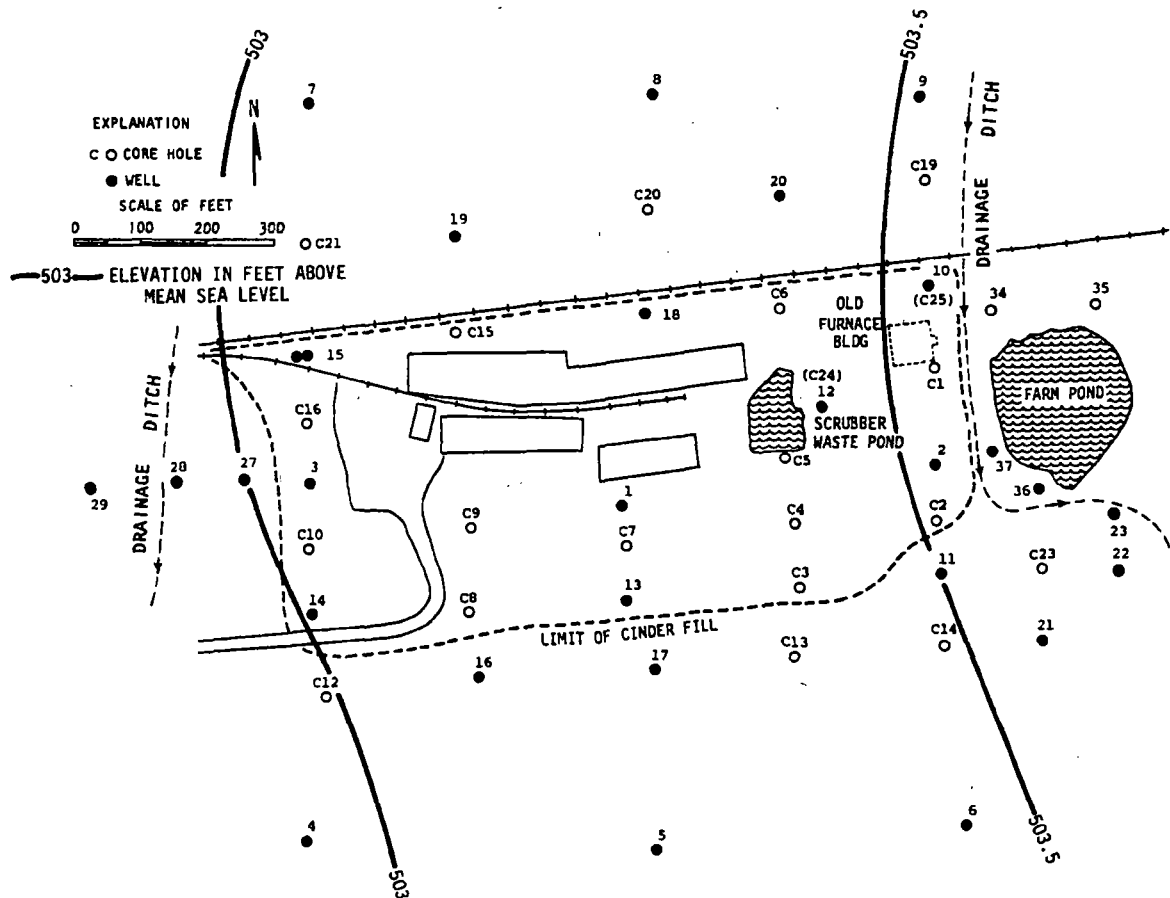 503
503.5
7
8
9
N
EXPLANATION
C O CORE HOLE
● WELL
SCALE OF FEET
0 100 200 300
503 ELEVATION IN FEET ABOVE
MEAN SEA LEVEL
DITCH
DRAINAGE
C19
20
C20
19
C21
10
(C25)
34
35
C6
18
C15
OLD
FURNACE
BLDG
15
C1
FARM POND
(C24)
12
SCRUBBER
WASTE POND
C16
DITCH
DRAINAGE
28
27
3
29
C5
2
37
36
1
C9
C4
C2
23
C10
C7
11
C23
22
C3
14
C8
13
LIMIT OF CINDER FILL
C14
21
C13
16
17
C12
4
5
6
503
503.5